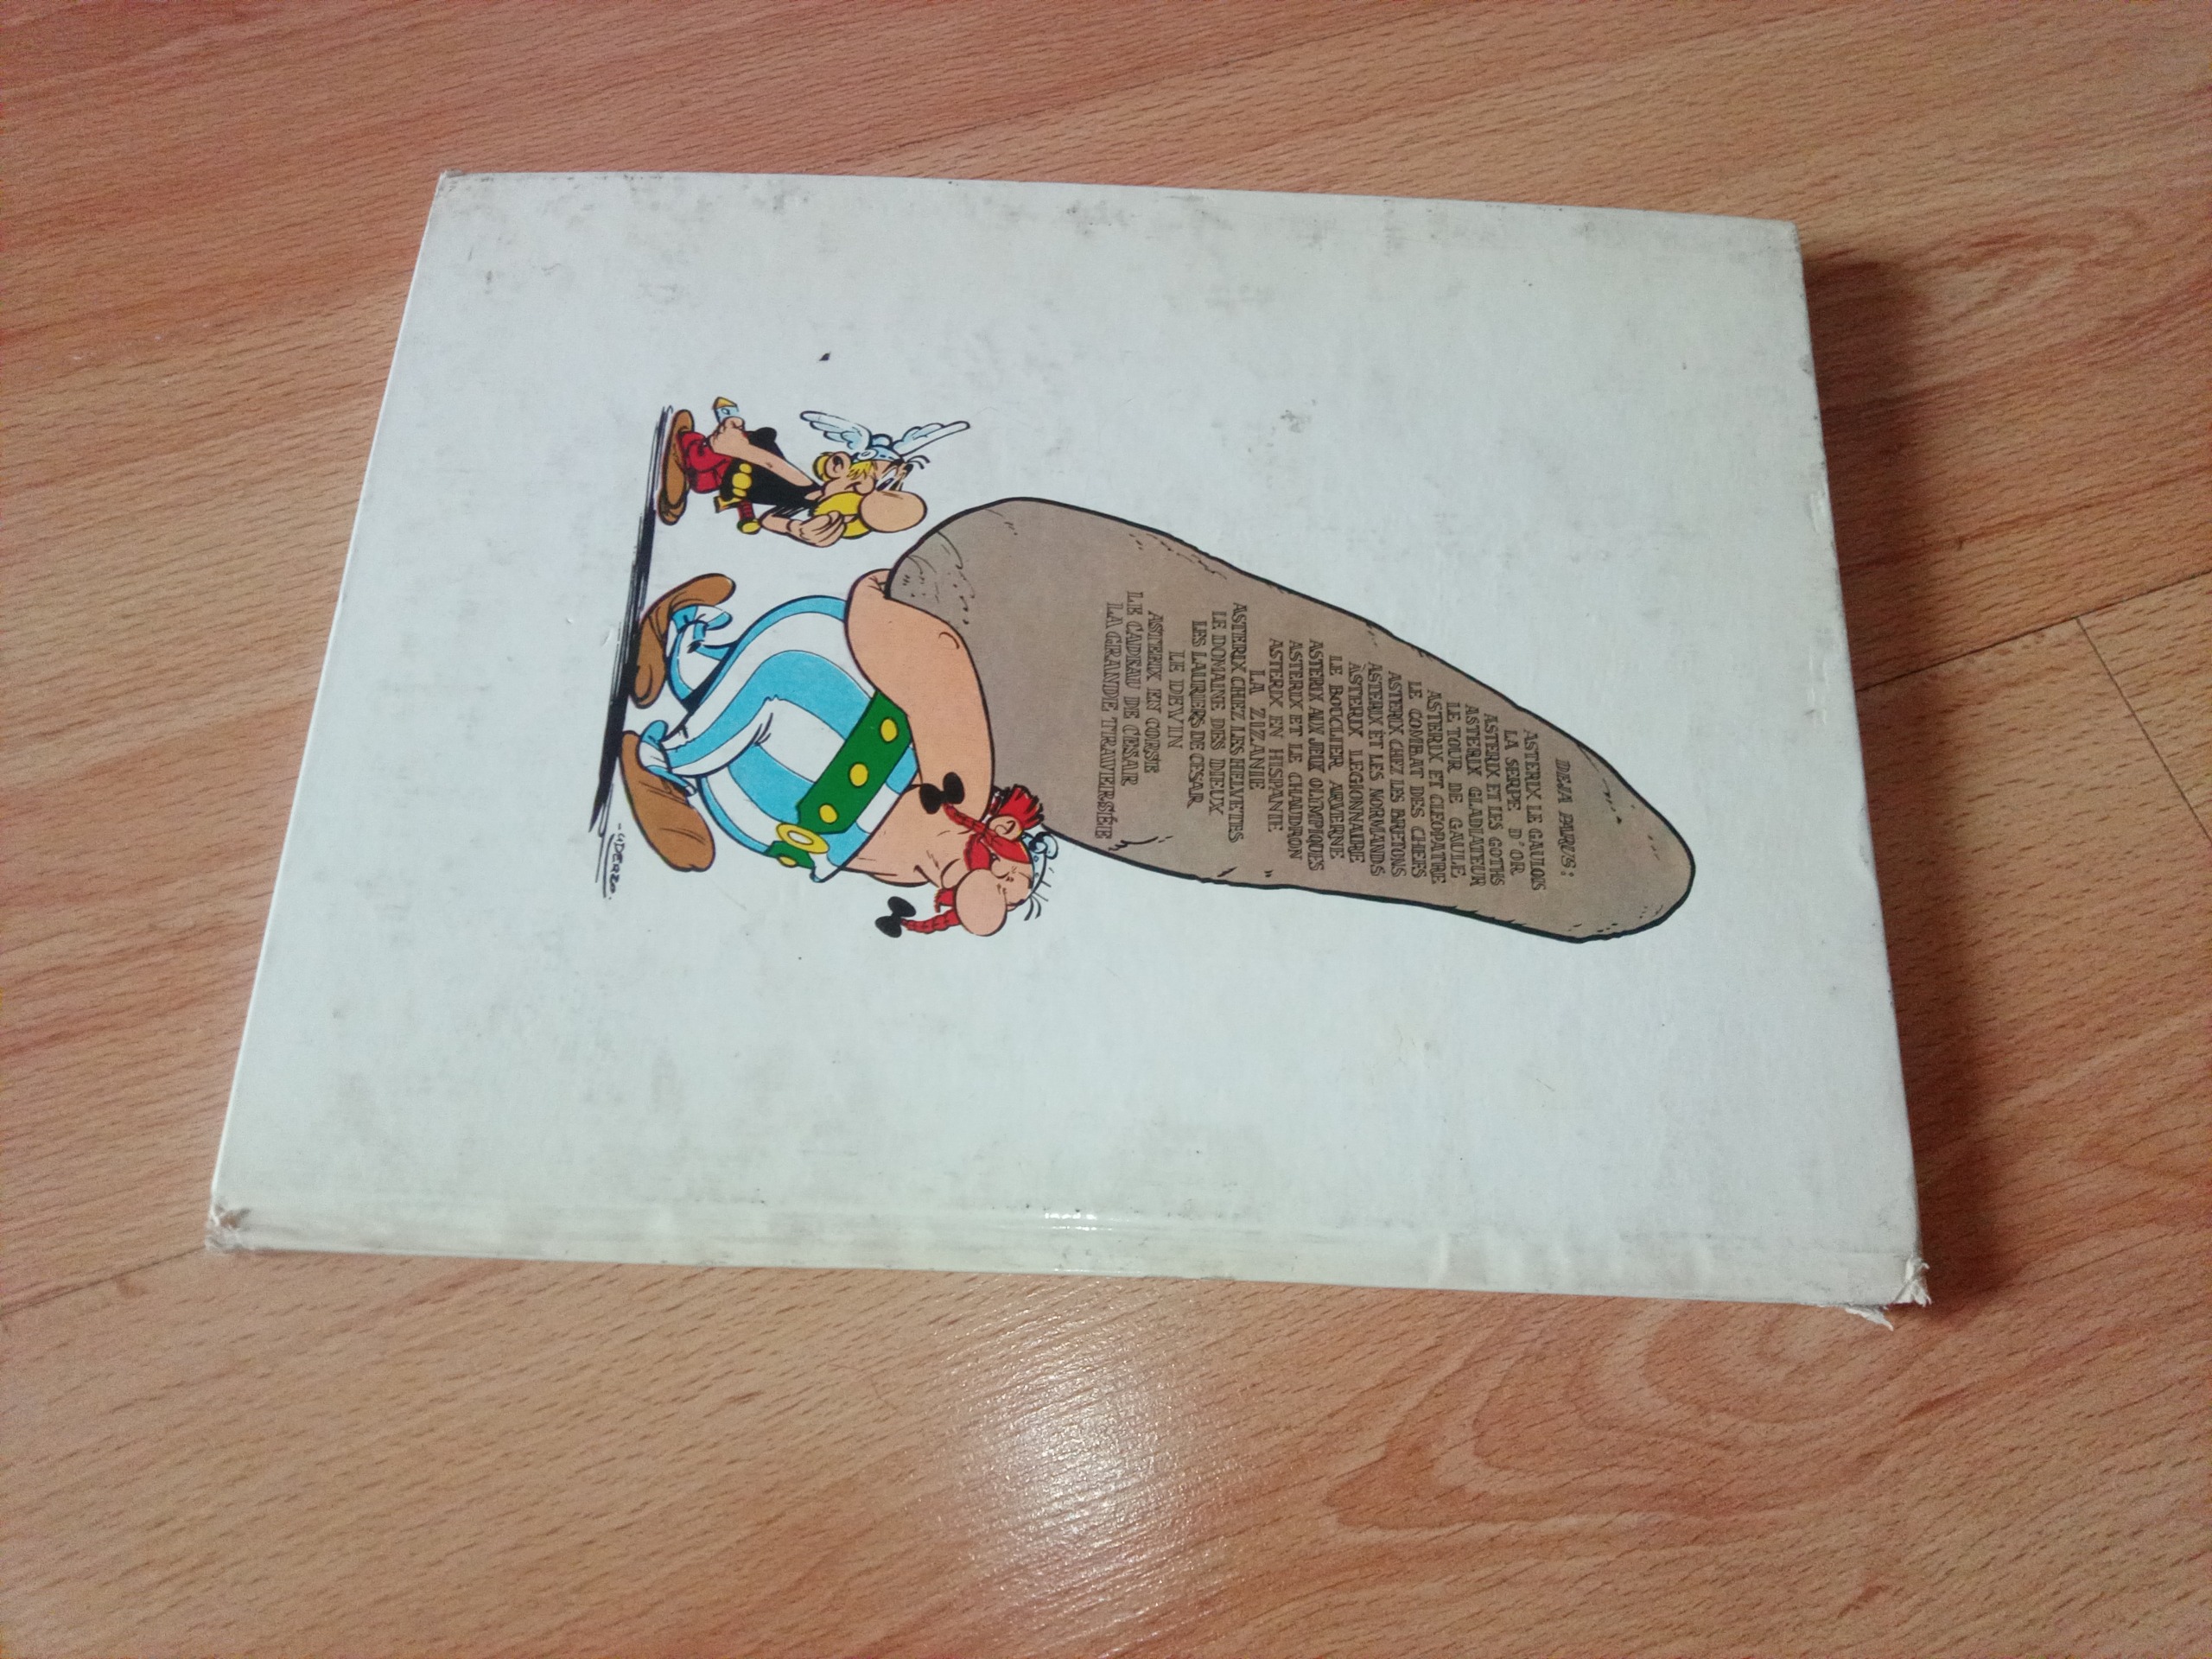 DEJA PARUS :
ASTERIX LE GAULOIS
LA SERPE D'OR
ASTERIX ET LES GOTHS
ASTERIX GLADIATEUR
LE TOUR DE GAULE
ASTERIX ET CLEOPATRE
LE COMBAT DES CHEFS
ASTERIX CHEZ LES BRETONS
ASTERIX ET LES NORMANDS
ASTERIX LEGIONNAIRE
LE BOUCLIER ARVERNE
ASTERIX AUX JEUX OLYMPIQUES
ASTERIX ET LE CHAUDRON
ASTERIX EN HISPANIE
LA ZIZANIE
ASTERIX CHEZ LES HELVETES
LE DOMAINE DES DIEUX
LES LAURIERS DE CESAR
LE DEVIN
ASTERIX EN CORSE
LE CADEAU DE CESAR
LA GRANDE TRAVERSÉE
-UDERZO.